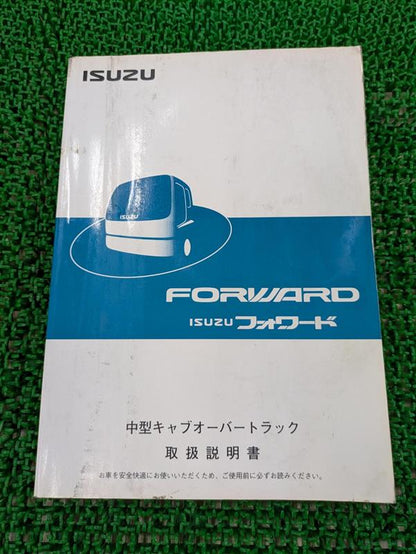 ISUZU
ISUZU
FORWARD
ISUZU フォワード
中型キャブオーバートラック
取扱説明書
お車を安全快適にお使いいただくため、ご使用前に必ずお読みください。